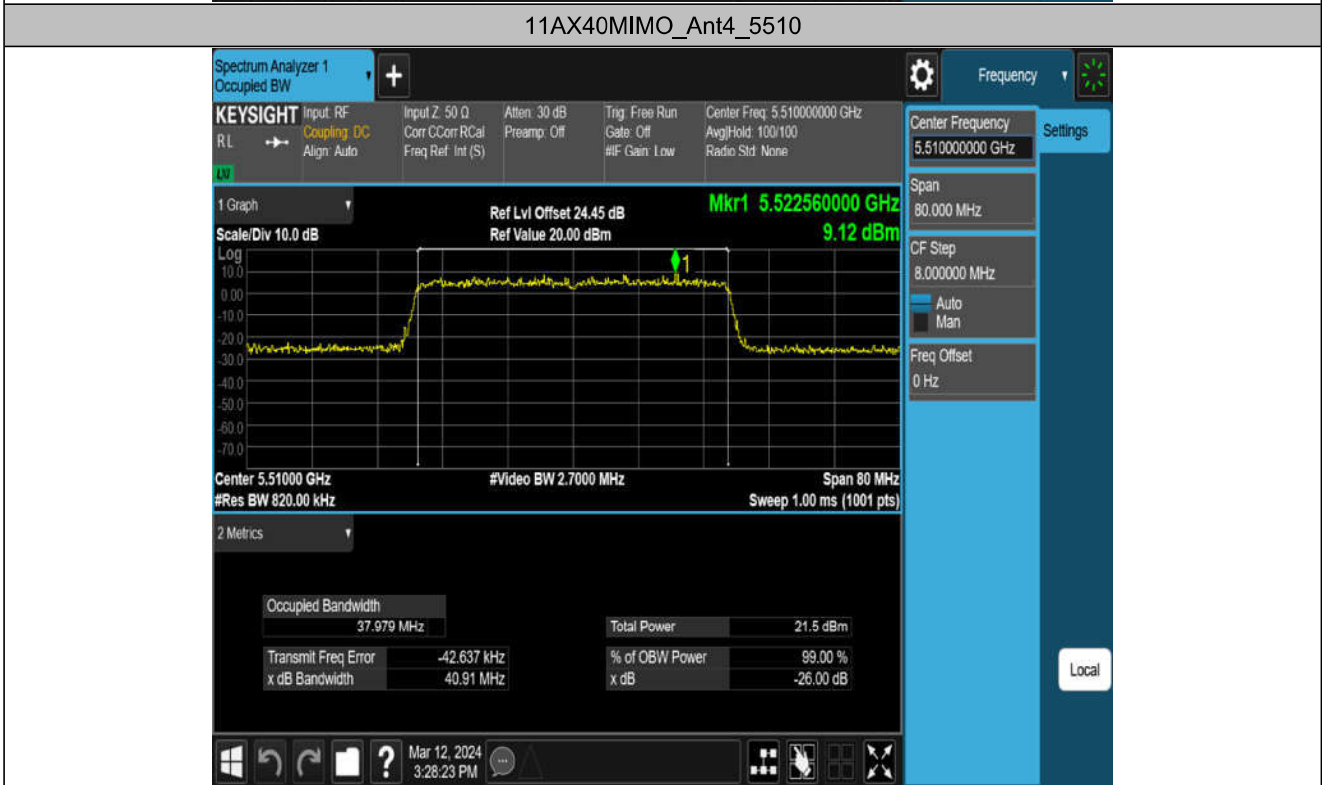 11AX40MIMO_Ant4_5510
Spectrum Analyzer 1
Occupied BW
Frequency
KEYSIGHT
RL
LXI
Input: RF
Coupling: DC
Align: Auto
Input Z: 50 Ω
Corr CCorr RCal
Freq Ref: Int (S)
Atten: 30 dB
Preamp: Off
Trig: Free Run
Gate: Off
#IF Gain: Low
Center Freq: 5.510000000 GHz
Avg|Hold: 100/100
Radio Std: None
Center Frequency
5.510000000 GHz
Settings
Span
80.000 MHz
CF Step
8.000000 MHz
Auto
Man
Freq Offset
0 Hz
1 Graph
Scale/Div 10.0 dB
Ref Lvl Offset 24.45 dB
Ref Value 20.00 dBm
Mkr1 5.522560000 GHz
9.12 dBm
Log
10.0
0.00
-10.0
-20.0
-30.0
-40.0
-50.0
-60.0
-70.0
1
Center 5.51000 GHz
#Video BW 2.7000 MHz
Span 80 MHz
#Res BW 820.00 kHz
Sweep 1.00 ms (1001 pts)
2 Metrics
Occupied Bandwidth
37.979 MHz
Total Power 21.5 dBm
Transmit Freq Error -42.637 kHz
% of OBW Power 99.00 %
x dB Bandwidth 40.91 MHz
x dB -26.00 dB
Local
Mar 12, 2024
3:28:23 PM